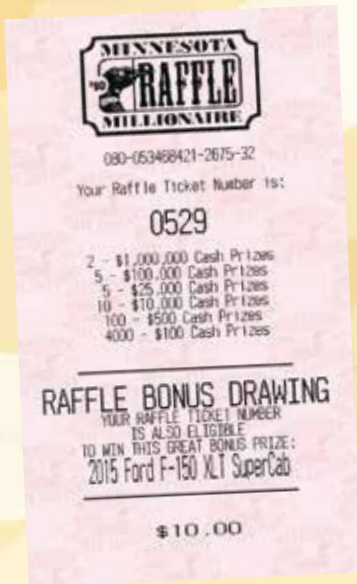 MINNESOTA
RAFFLE
MILLIONAIRE
080-053468421-2675-32
Your Raffle Ticket Number is:
0529
2 - $1,000,000 Cash Prizes
5 - $100,000 Cash Prizes
5 - $25,000 Cash Prizes
10 - $10,000 Cash Prizes
100 - $500 Cash Prizes
4000 - $100 Cash Prizes
RAFFLE BONUS DRAWING
YOUR RAFFLE TICKET NUMBER
IS ALSO ELIGIBLE
TO WIN THIS GREAT BONUS PRIZE:
2015 Ford F-150 XLT SuperCab
$10.00